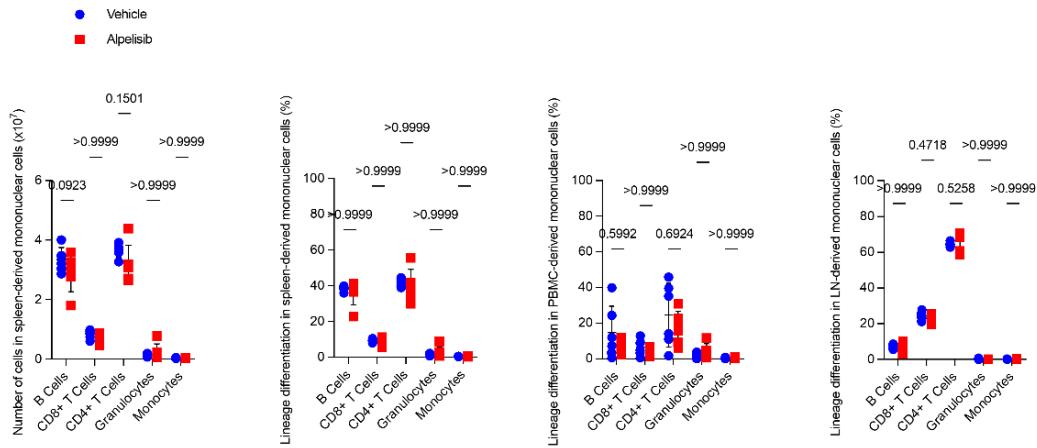 Vehicle
Alpelisib
Number of cells in spleen-derived mononuclear cells (x10⁷)
0.0923
>0.9999
0.1501
>0.9999
>0.9999
6
4
2
0
B Cells
CD8+ T Cells
CD4+ T Cells
Granulocytes
Monocytes
Lineage differentiation in spleen-derived mononuclear cells (%)
>0.9999
>0.9999
>0.9999
>0.9999
>0.9999
100
80
60
40
20
0
B Cells
CD8+ T Cells
CD4+ T Cells
Granulocytes
Monocytes
Lineage differentiation in PBMC-derived mononuclear cells (%)
0.5992
>0.9999
0.6924
>0.9999
>0.9999
100
80
60
40
20
0
B Cells
CD8+ T Cells
CD4+ T Cells
Granulocytes
Monocytes
Lineage differentiation in LN-derived mononuclear cells (%)
>0.9999
0.4718
0.5258
>0.9999
>0.9999
100
80
60
40
20
0
B Cells
CD8+ T Cells
CD4+ T Cells
Granulocytes
Monocytes